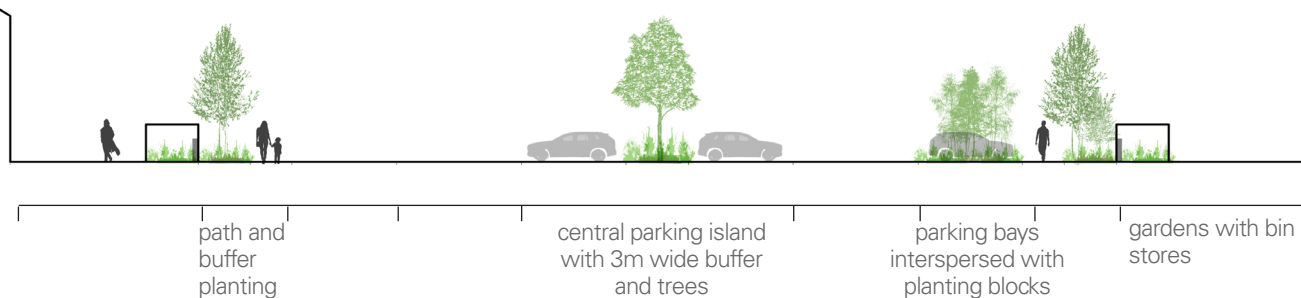 path and
buffer
planting
central parking island
with 3m wide buffer
and trees
parking bays
interspersed with
planting blocks
gardens with bin
stores